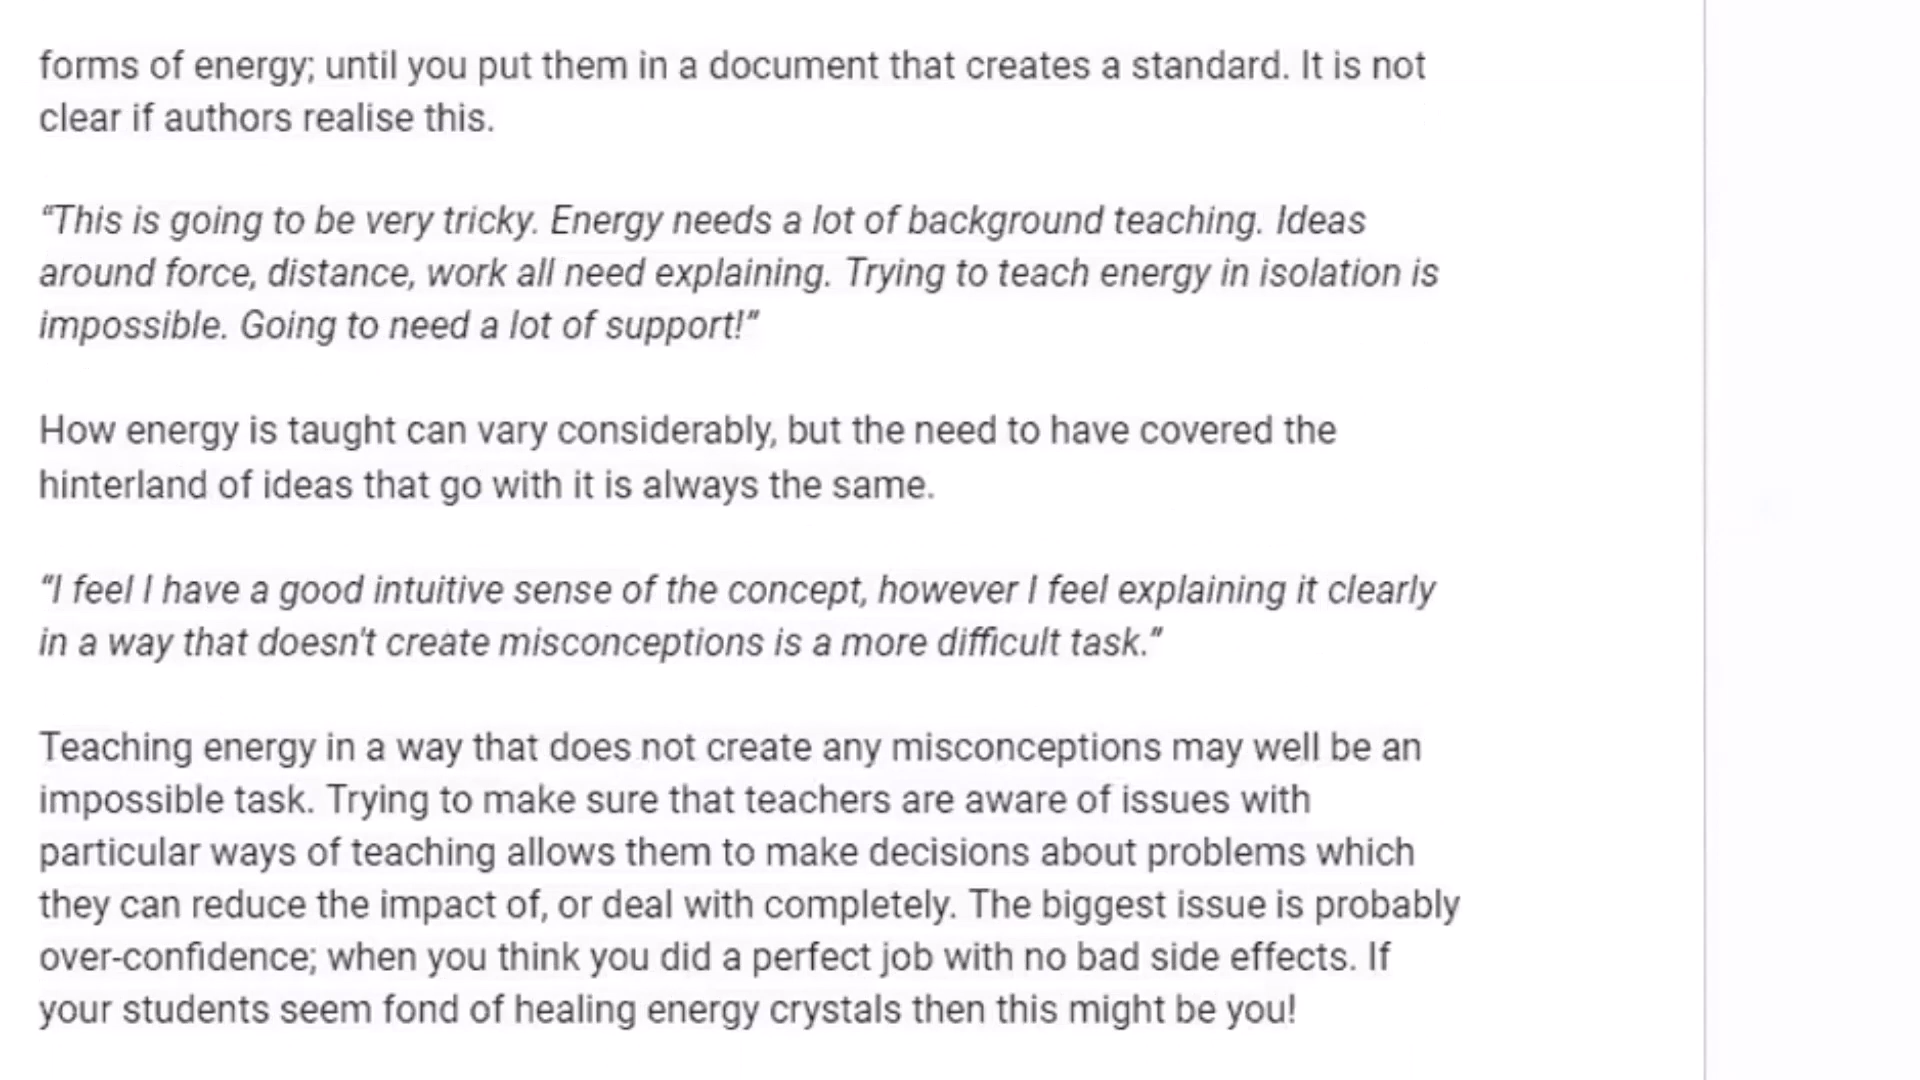 forms of energy; until you put them in a document that creates a standard. It is not
clear if authors realise this.
“This is going to be very tricky. Energy needs a lot of background teaching. Ideas
around force, distance, work all need explaining. Trying to teach energy in isolation is
impossible. Going to need a lot of support!”
How energy is taught can vary considerably, but the need to have covered the
hinterland of ideas that go with it is always the same.
“I feel I have a good intuitive sense of the concept, however I feel explaining it clearly
in a way that doesn't create misconceptions is a more difficult task.”
Teaching energy in a way that does not create any misconceptions may well be an
impossible task. Trying to make sure that teachers are aware of issues with
particular ways of teaching allows them to make decisions about problems which
they can reduce the impact of, or deal with completely. The biggest issue is probably
over-confidence; when you think you did a perfect job with no bad side effects. If
your students seem fond of healing energy crystals then this might be you!